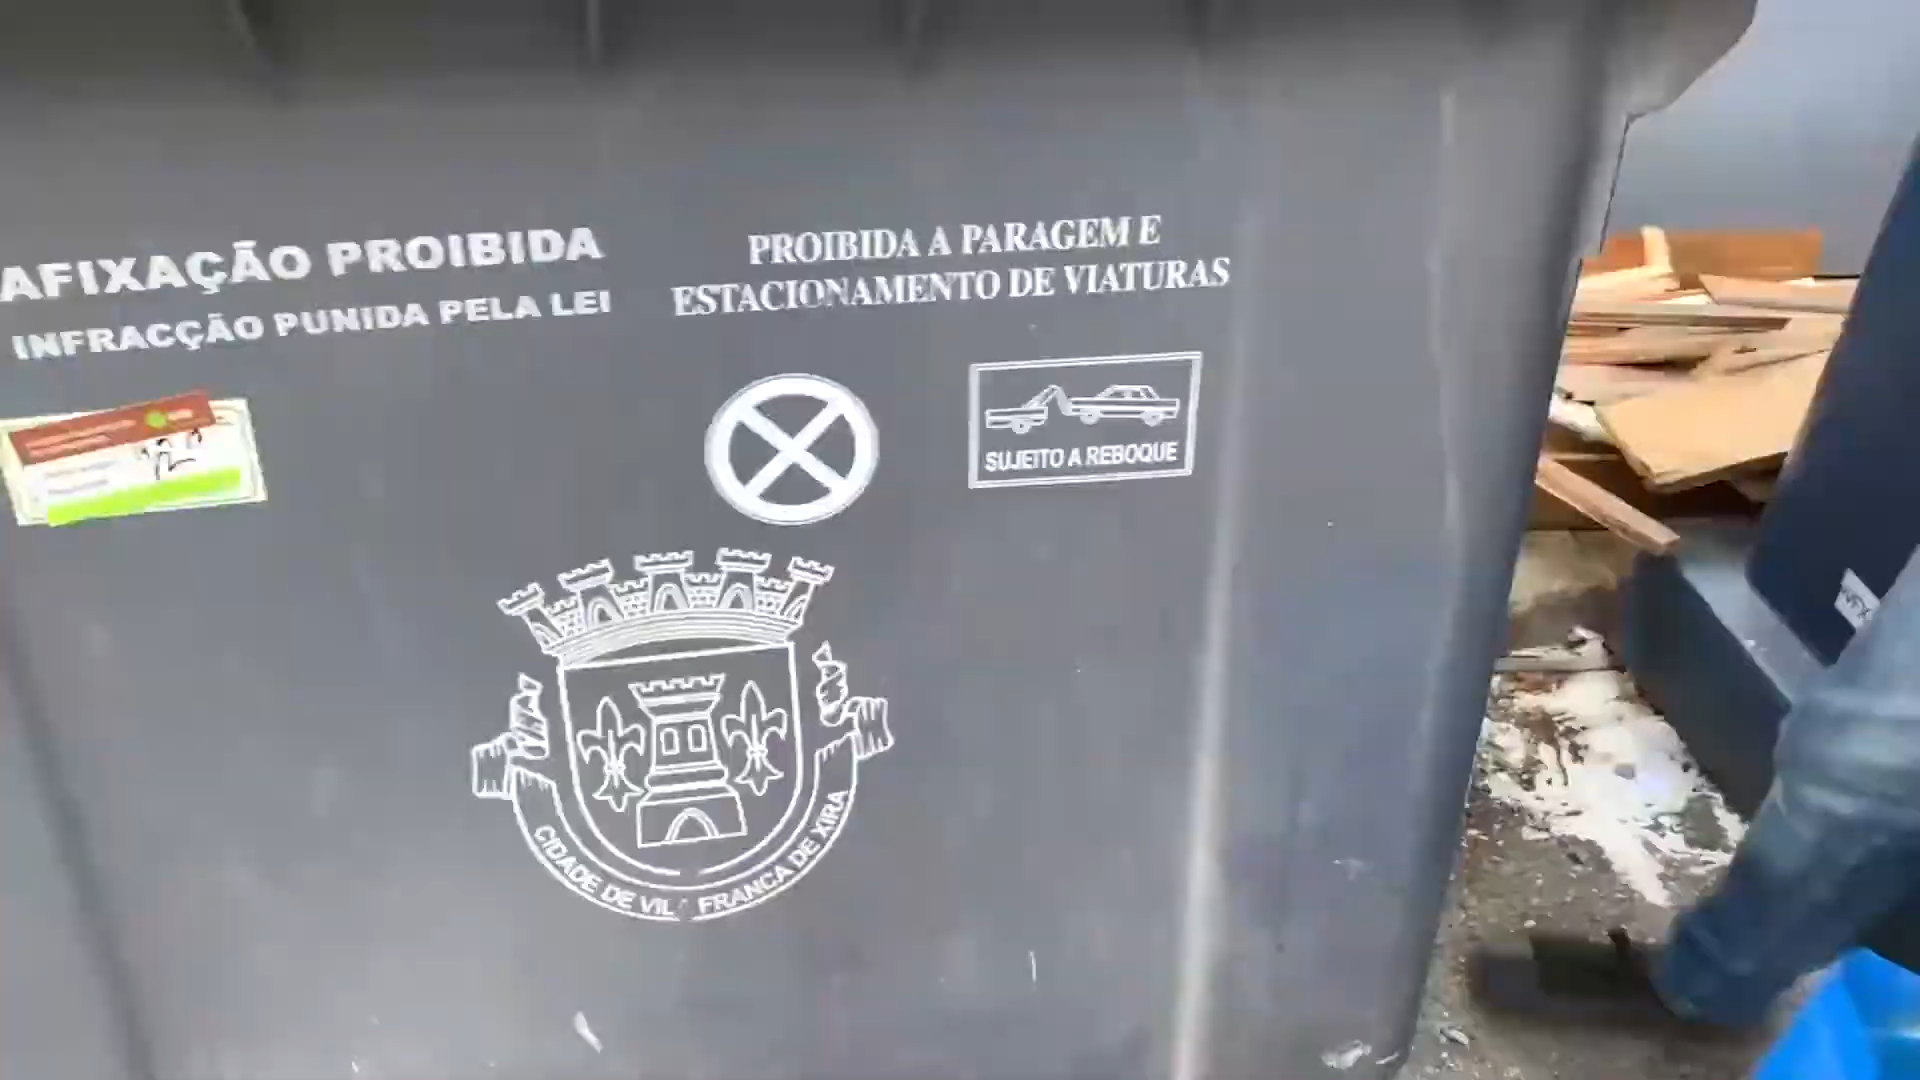 AFIXAÇÃO PROIBIDA
INFRACÇÃO PUNIDA PELA LEI
PROIBIDA A PARAGEM E
ESTACIONAMENTO DE VIATURAS
SUJEITO A REBOQUE
CIDADE DE VILA FRANCA DE XIRA